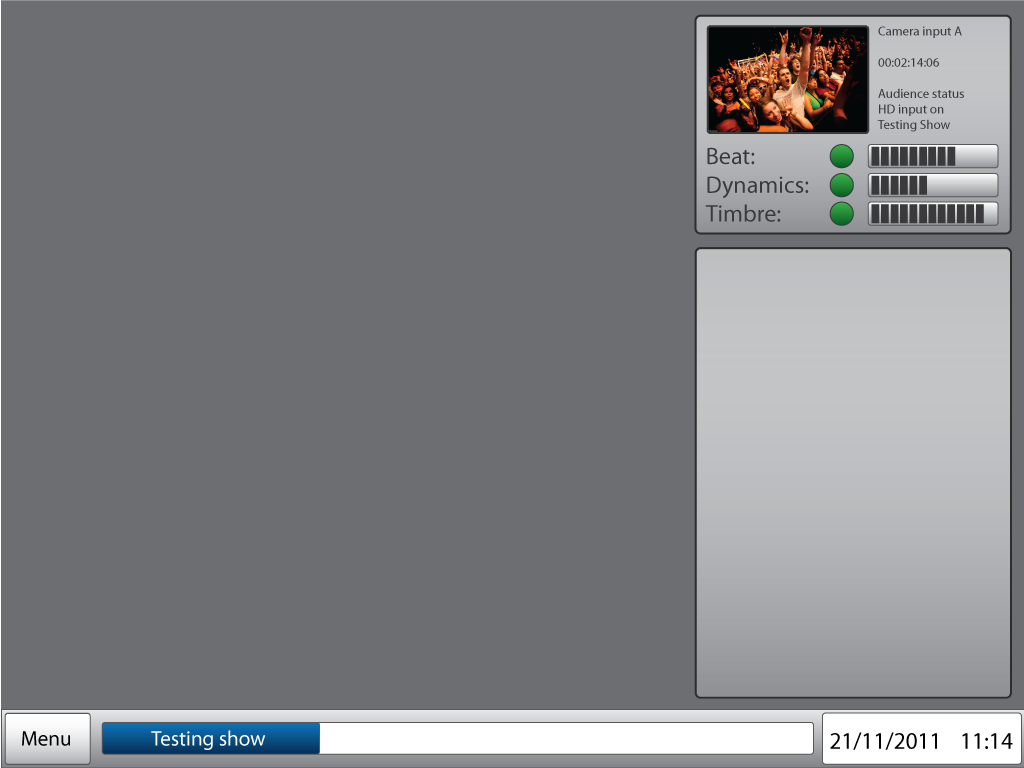 Camera input A
00:02:14:06
Audience status
HD input on
Testing Show
Beat:
Dynamics:
Timbre:
Menu
Testing show
21/11/2011 11:14